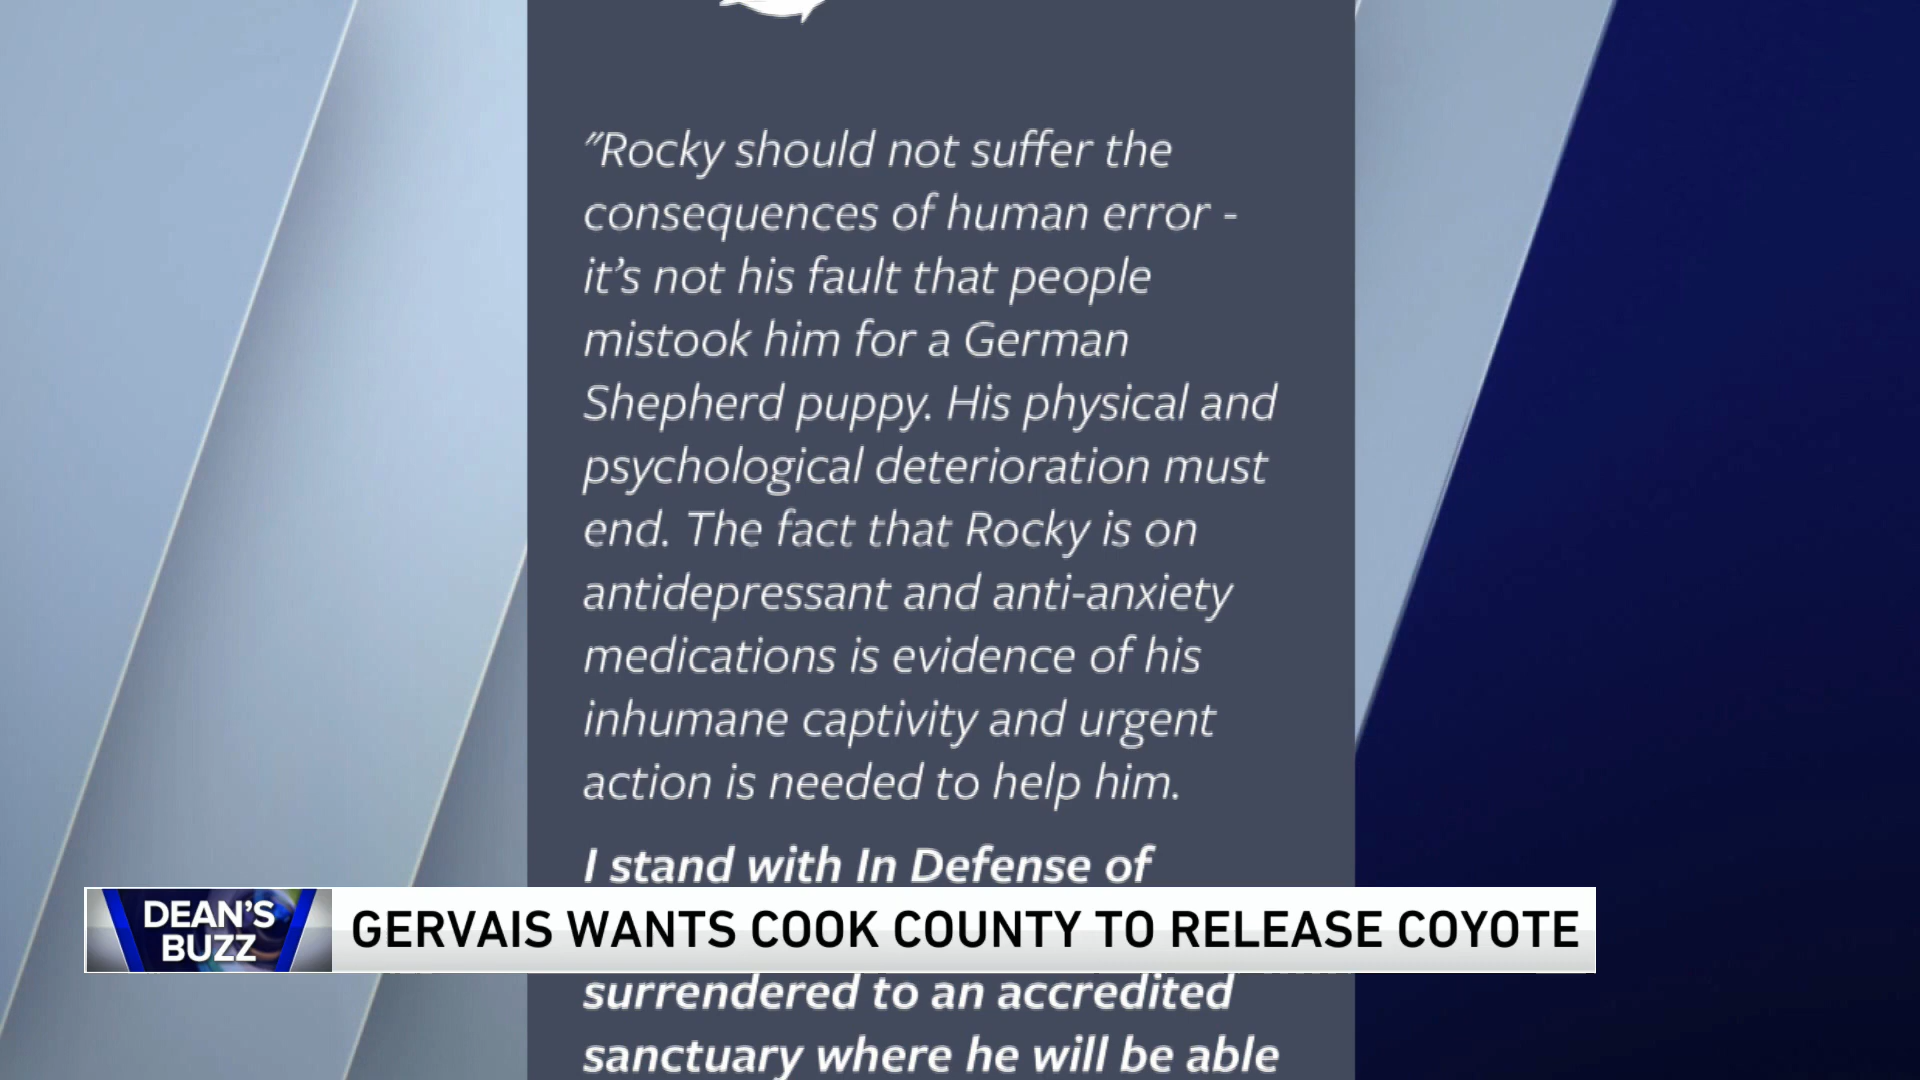 "Rocky should not suffer the
consequences of human error -
it's not his fault that people
mistook him for a German
Shepherd puppy. His physical and
psychological deterioration must
end. The fact that Rocky is on
antidepressant and anti-anxiety
medications is evidence of his
inhumane captivity and urgent
action is needed to help him.
I stand with In Defense of
DEAN'S
BUZZ
GERVAIS WANTS COOK COUNTY TO RELEASE COYOTE
surrendered to an accredited
sanctuary where he will be able